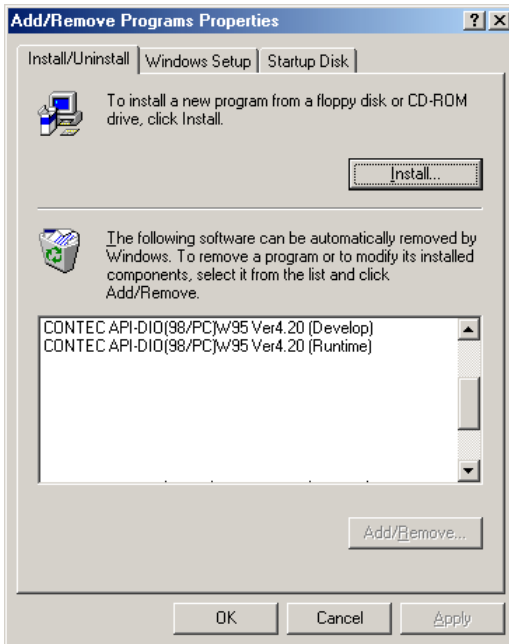 Add/Remove Programs Properties
Install/Uninstall
Windows Setup
Startup Disk
To install a new program from a floppy disk or CD-ROM
drive, click Install.
Install...
The following software can be automatically removed by
Windows. To remove a program or to modify its installed
components, select it from the list and click
Add/Remove.
CONTEC API-DIO(98/PC)W95 Ver4.20 (Develop)
CONTEC API-DIO(98/PC)W95 Ver4.20 (Runtime)
Add/Remove...
OK
Cancel
Apply